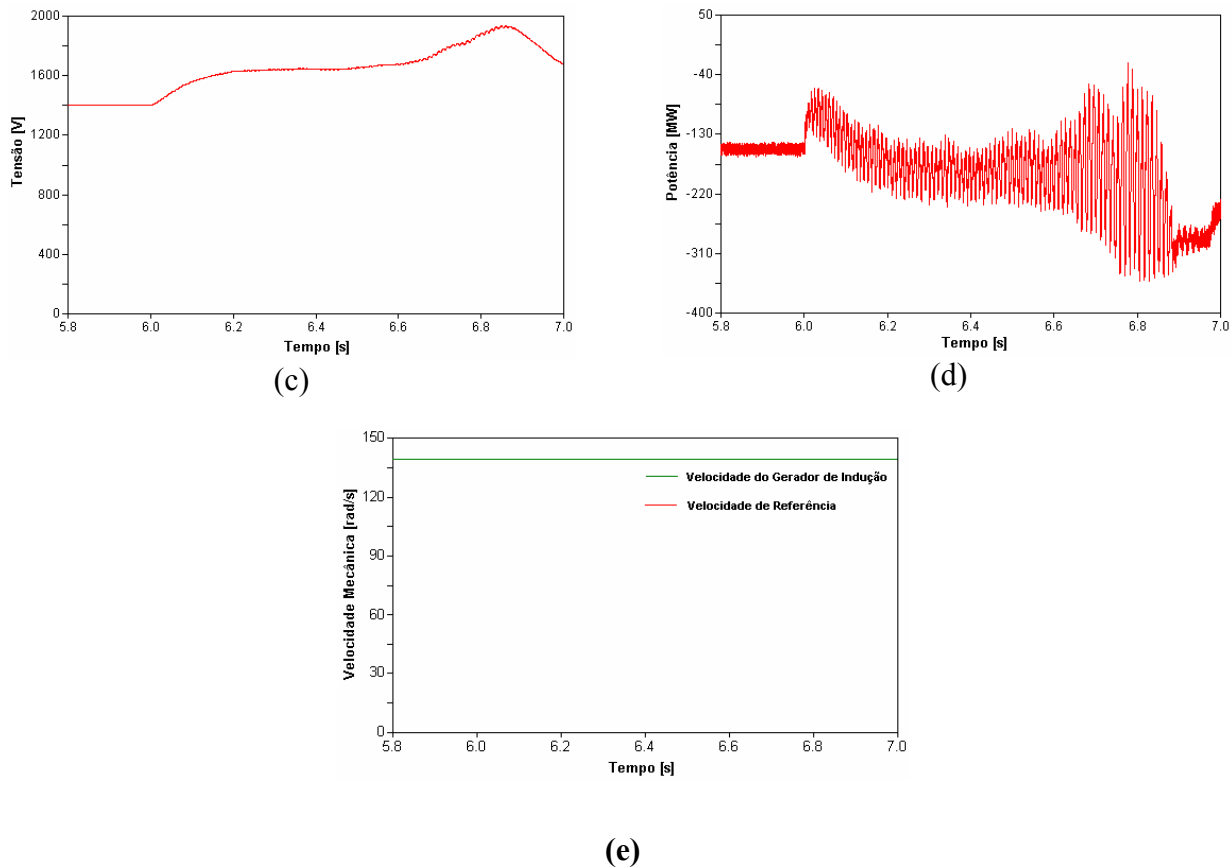 2000
1600
1200
800
400
0
Tensão [V]
5.8 6.0 6.2 6.4 6.6 6.8 7.0
Tempo [s]
(c)
50
-40
-130
-220
-310
-400
Potência [MW]
5.8 6.0 6.2 6.4 6.6 6.8 7.0
Tempo [s]
(d)
150
120
90
60
30
0
Velocidade Mecânica [rad/s]
Velocidade do Gerador de Indução
Velocidade de Referência
5.8 6.0 6.2 6.4 6.6 6.8 7.0
Tempo [s]
(e)